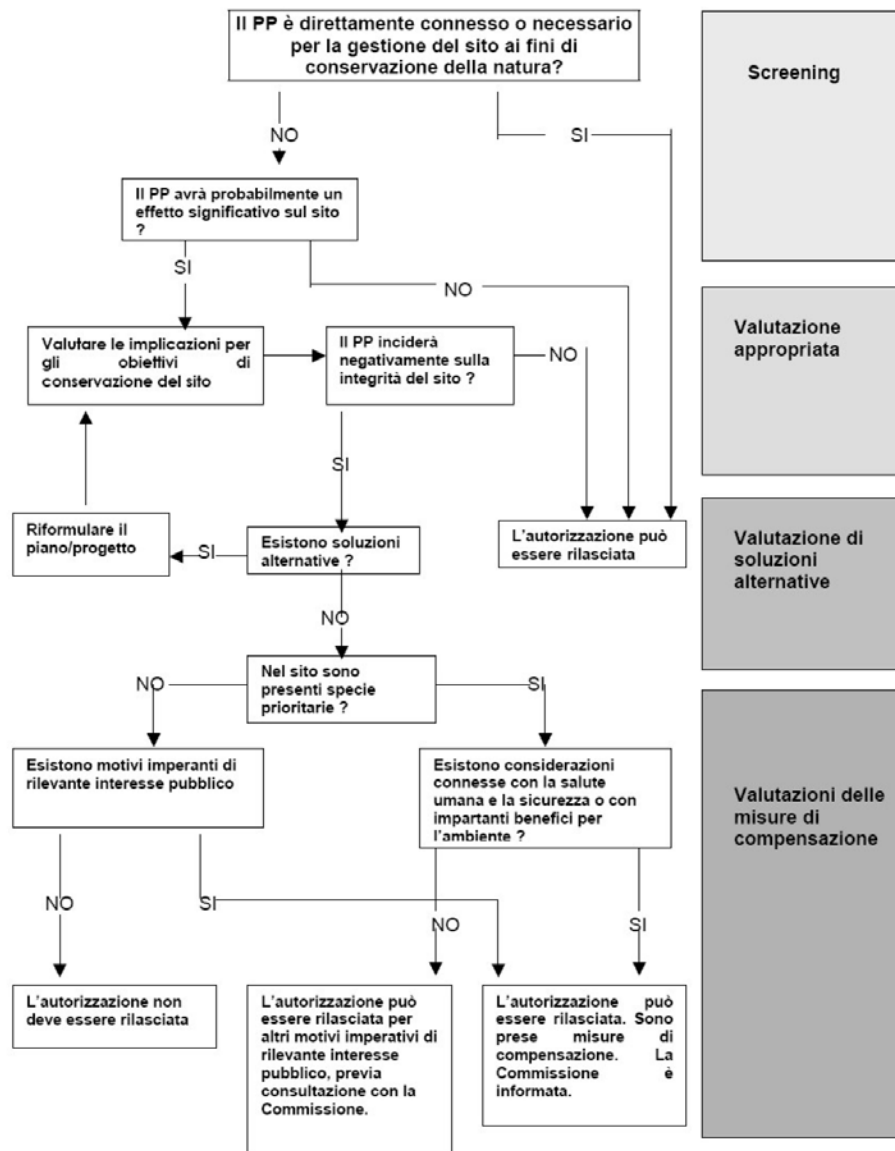 Il PP è direttamente connesso o necessario
per la gestione del sito ai fini di
conservazione della natura?
Screening
NO
SI
Il PP avrà probabilmente un
effetto significativo sul sito
?
SI
NO
Valutare le implicazioni per
gli obiettivi di
conservazione del sito
Il PP inciderà
negativamente sulla
integrità del sito ?
NO
Valutazione
appropriata
SI
Riformulare il
piano/progetto
SI
Esistono soluzioni
alternative ?
L'autorizzazione può
essere rilasciata
Valutazione di
soluzioni
alternative
NO
Nel sito sono
presenti specie
prioritarie ?
NO
SI
Esistono motivi imperanti di
rilevante interesse pubblico
Esistono considerazioni
connesse con la salute
umana e la sicurezza o con
impartanti benefici per
l'ambiente ?
Valutazioni delle
misure di
compensazione
NO
SI
NO
SI
L'autorizzazione non
deve essere rilasciata
L'autorizzazione può
essere rilasciata per
altri motivi imperativi di
rilevante interesse
pubblico, previa
consultazione con la
Commissione.
L'autorizzazione può
essere rilasciata. Sono
prese misure di
compensazione. La
Commissione è
informata.